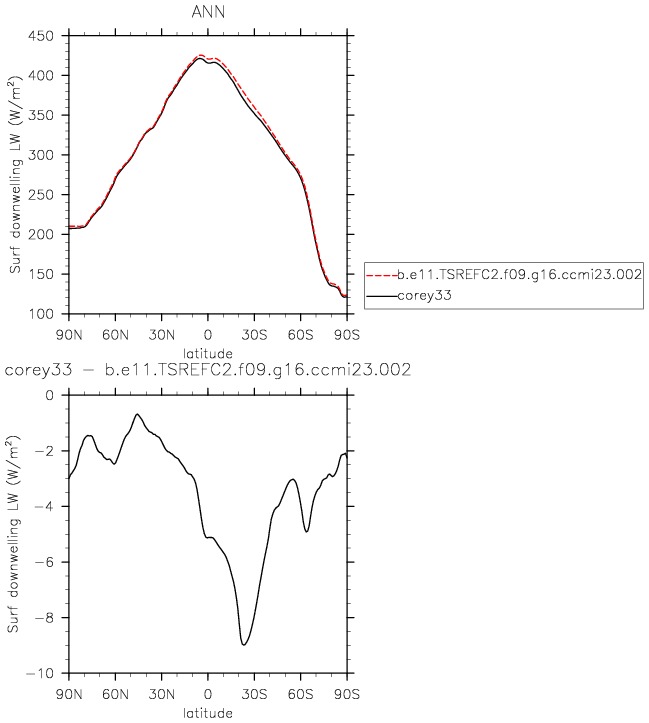 ANN
450
400
350
300
250
200
150
100
Surf downwelling LW (W/m²)
90N 60N 30N 0 30S 60S 90S
latitude
b.e11.TSREFC2.f09.g16.ccmi23.002
corey33
corey33 − b.e11.TSREFC2.f09.g16.ccmi23.002
0
−2
−4
−6
−8
−10
Surf downwelling LW (W/m²)
90N 60N 30N 0 30S 60S 90S
latitude